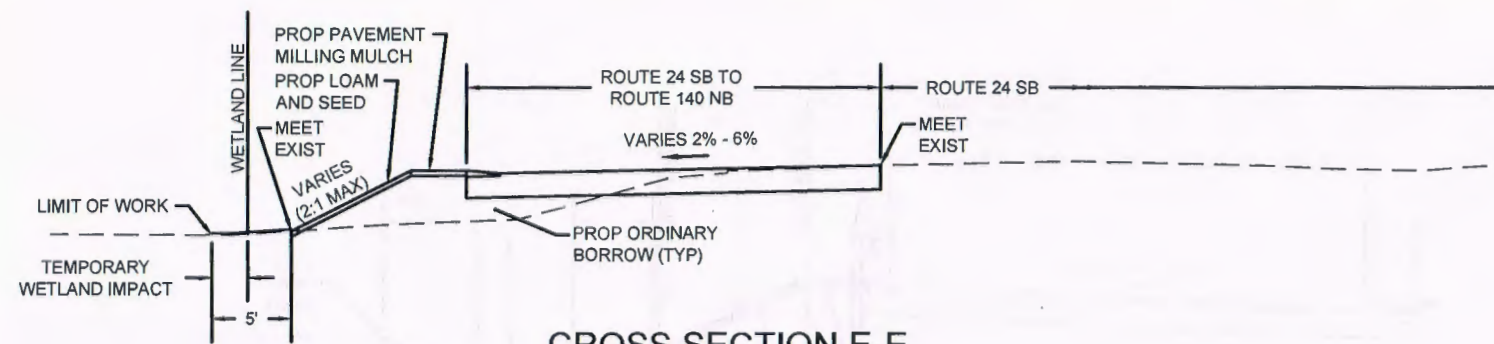 WETLAND LINE
PROP PAVEMENT
MILLING MULCH
PROP LOAM
AND SEED
MEET
EXIST
VARIES
(2:1 MAX)
LIMIT OF WORK
TEMPORARY
WETLAND IMPACT
5'
ROUTE 24 SB TO
ROUTE 140 NB
VARIES 2% - 6%
ROUTE 24 SB
MEET
EXIST
PROP ORDINARY
BORROW (TYP)